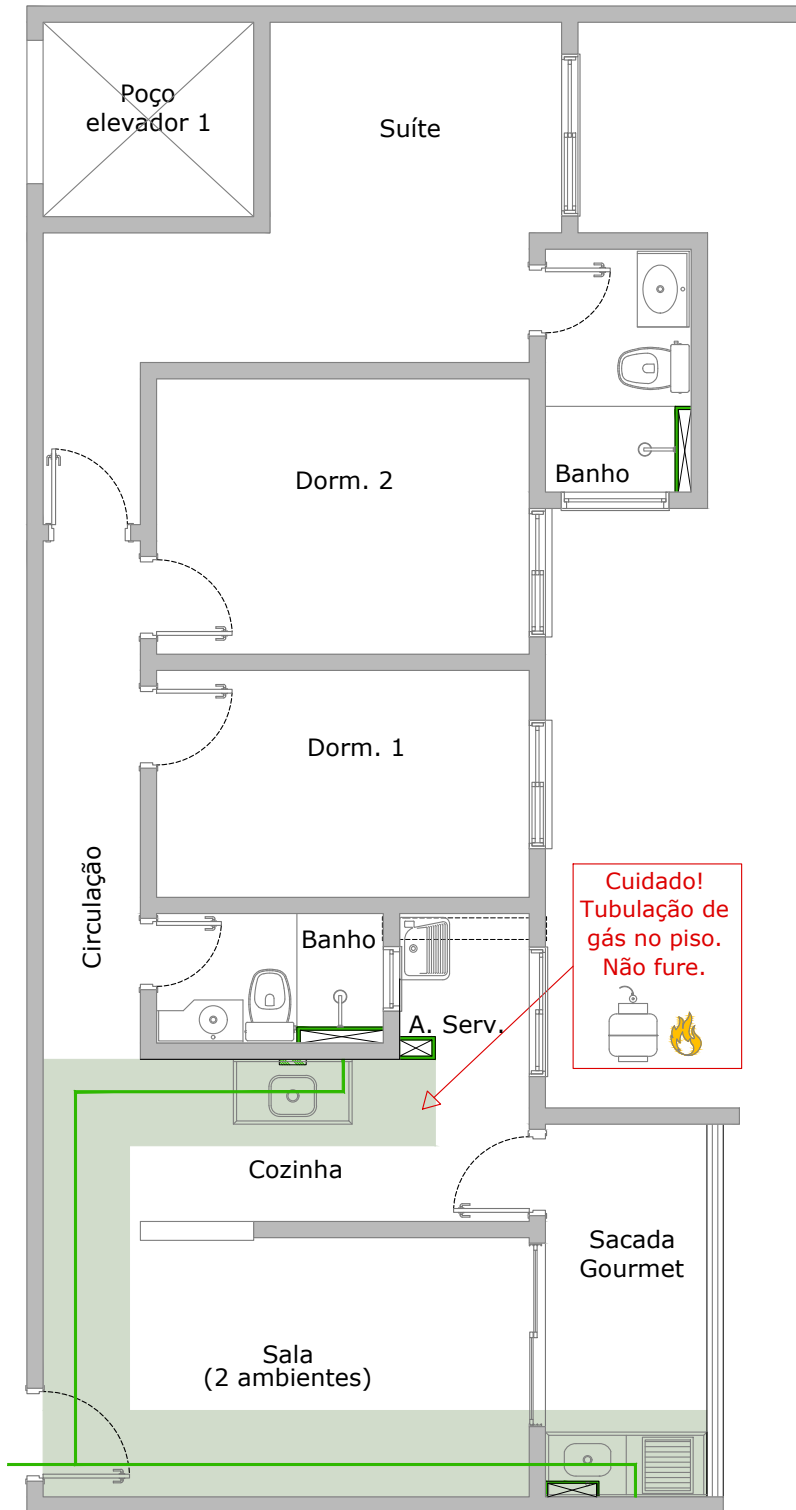 Poço
elevador 1
Suíte
Dorm. 2
Banho
Dorm. 1
Circulação
Banho
A. Serv.
Cuidado!
Tubulação de
gás no piso.
Não fure.
Cozinha
Sacada
Gourmet
Sala
(2 ambientes)